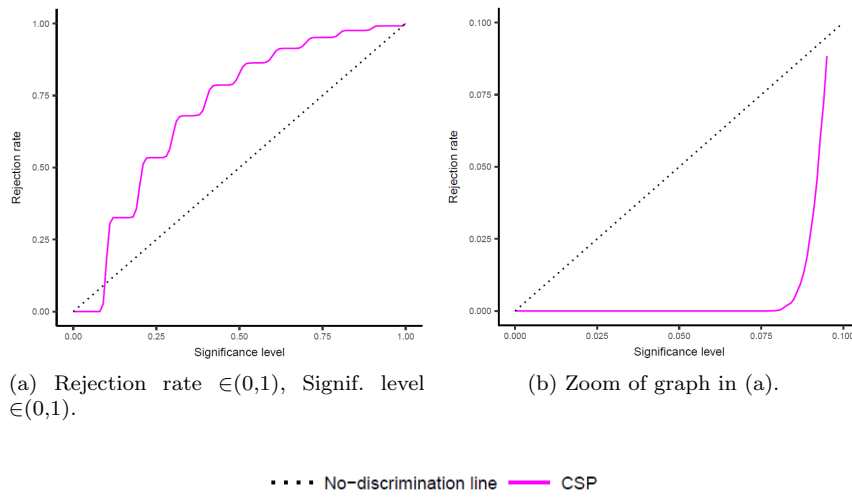 1.00
0.75
0.50
0.25
0.00
Rejection rate
0.00 0.25 0.50 0.75 1.00
Significance level
0.100
0.075
0.050
0.025
0.000
Rejection rate
0.000 0.025 0.050 0.075 0.100
Significance level
(a) Rejection rate ∈(0,1), Signif. level
∈(0,1).
(b) Zoom of graph in (a).
No−discrimination line CSP